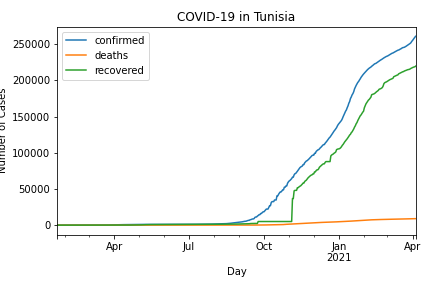 COVID-19 in Tunisia
confirmed
deaths
recovered
250000
200000
150000
100000
50000
0
Number of Cases
Apr
Jul
Oct
Jan
2021
Apr
Day